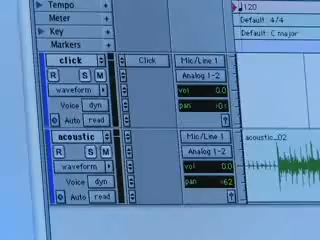 Tempo +
120
Meter +
Default: 4/4
Key +
Default: C major
Markers +
click
Click
Mic/Line 1
R S M
Analog 1-2
waveform
vol 0.0
Voice dyn
pan
Auto read
acoustic
Mic/Line 1
acoustic_02
R S M
Analog 1-2
waveform
vol 0.0
Voice dyn
pan 62
Auto read